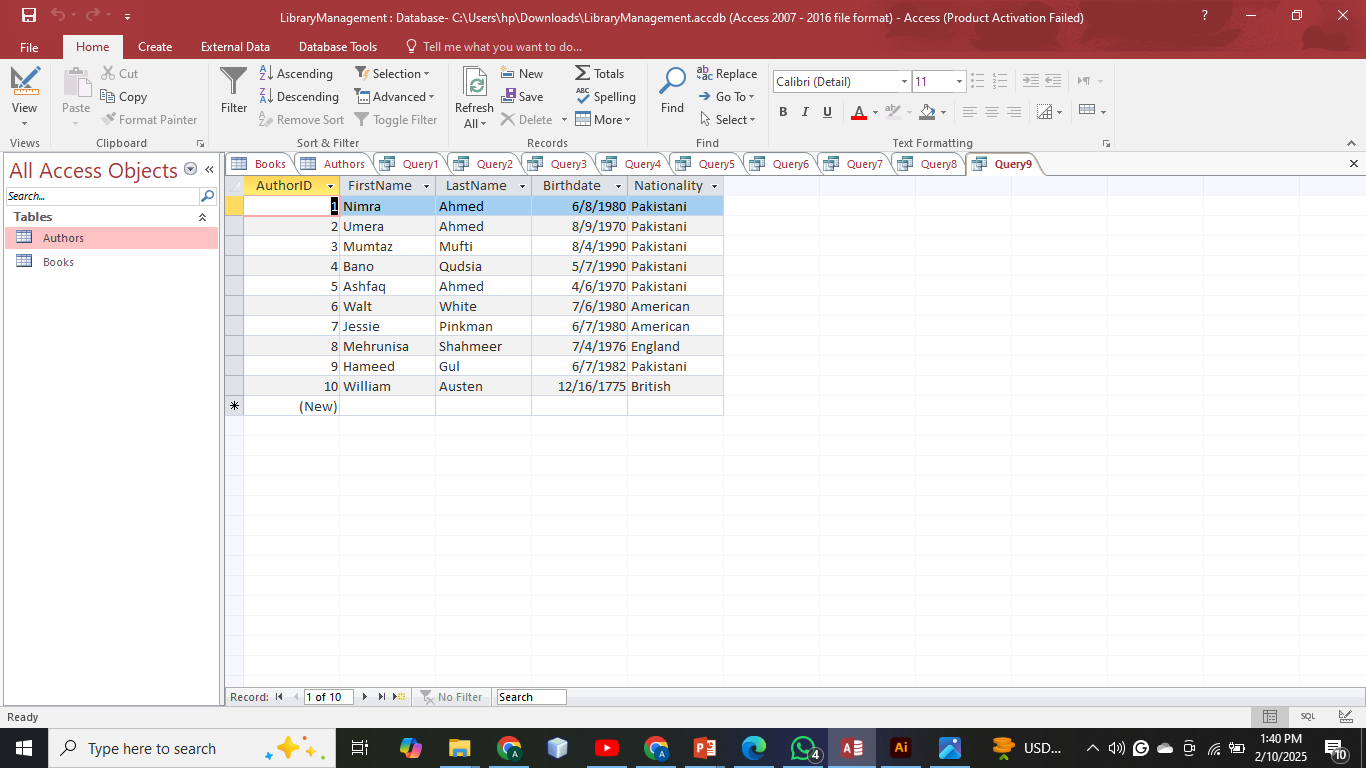 LibraryManagement : Database- C:\Users\hp\Downloads\LibraryManagement.accdb (Access 2007 - 2016 file format) - Access (Product Activation Failed) ?
File Home Create External Data Database Tools Tell me what you want to do...
View
Views
Paste
Cut
Copy
Format Painter
Clipboard
Filter
Ascending
Descending
Remove Sort
Selection
Advanced
Toggle Filter
Sort & Filter
Refresh
All
New
Save
Delete
Totals
Spelling
More
Records
Find
Replace
Go To
Select
Find
Calibri (Detail) 11
B I U A
Text Formatting
All Access Objects
Search...
Tables
Authors
Books
Books Authors Query1 Query2 Query3 Query4 Query5 Query6 Query7 Query8 Query9
AuthorID FirstName LastName Birthdate Nationality
1 Nimra Ahmed 6/8/1980 Pakistani
2 Umera Ahmed 8/9/1970 Pakistani
3 Mumtaz Mufti 8/4/1990 Pakistani
4 Bano Qudsia 5/7/1990 Pakistani
5 Ashfaq Ahmed 4/6/1970 Pakistani
6 Walt White 7/6/1980 American
7 Jessie Pinkman 6/7/1980 American
8 Mehrunisa Shahmeer 7/4/1976 England
9 Hameed Gul 6/7/1982 Pakistani
10 William Austen 12/16/1775 British
(New)
Record: 1 of 10 No Filter Search
Ready SQL
Type here to search 4 Ai USD... 1:40 PM
2/10/2025 10